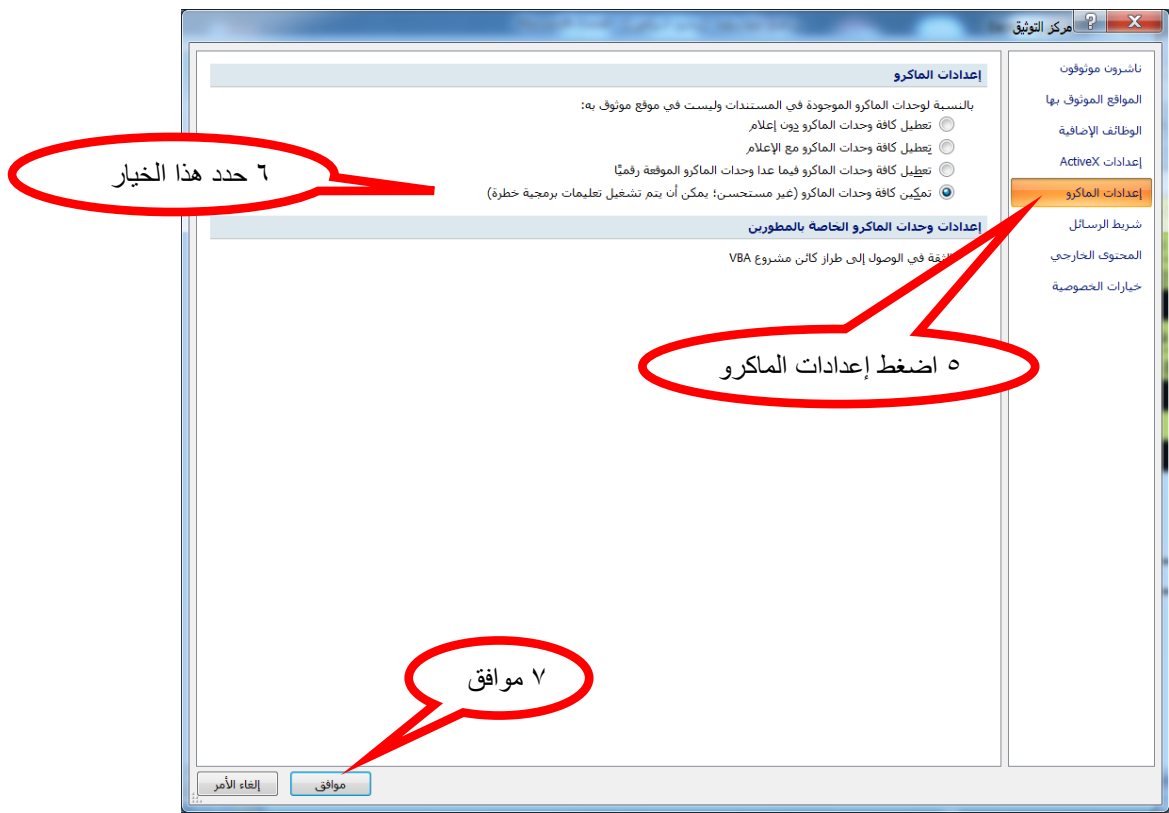 مركز التوثيق
ناشرون موثوقون
المواقع الموثوق بها
الوظائف الإضافية
إعدادات ActiveX
إعدادات الماكرو
شريط الرسائل
المحتوى الخارجي
خيارات الخصوصية
إعدادات الماكرو
بالنسبة لوحدات الماكرو الموجودة في المستندات وليست في موقع موثوق به:
تعطيل كافة وحدات الماكرو دون إعلام
تعطيل كافة وحدات الماكرو مع الإعلام
تعطيل كافة وحدات الماكرو فيما عدا وحدات الماكرو الموقعة رقميًا
تمكين كافة وحدات الماكرو (غير مستحسن؛ يمكن أن يتم تشغيل تعليمات برمجية خطرة)
٦ حدد هذا الخيار
إعدادات وحدات الماكرو الخاصة بالمطورين
الثقة في الوصول إلى طراز كائن مشروع VBA
٥ اضغط إعدادات الماكرو
٧ موافق
موافق
إلغاء الأمر